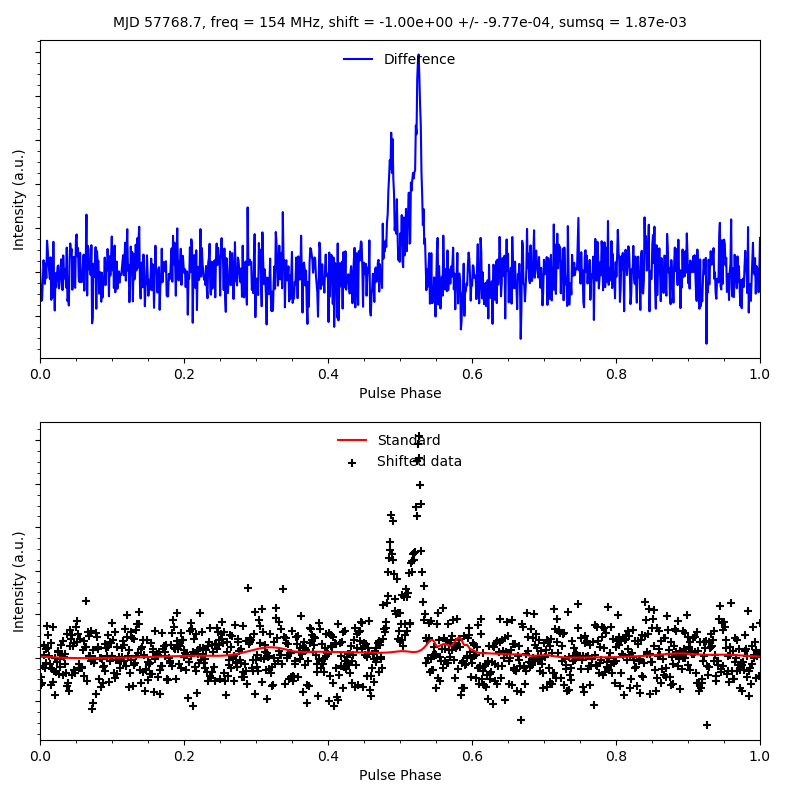 MJD 57768.7, freq = 154 MHz, shift = -1.00e+00 +/- -9.77e-04, sumsq = 1.87e-03
Difference
Intensity (a.u.)
0.0 0.2 0.4 0.6 0.8 1.0
Pulse Phase
Standard
Shifted data
Intensity (a.u.)
0.0 0.2 0.4 0.6 0.8 1.0
Pulse Phase